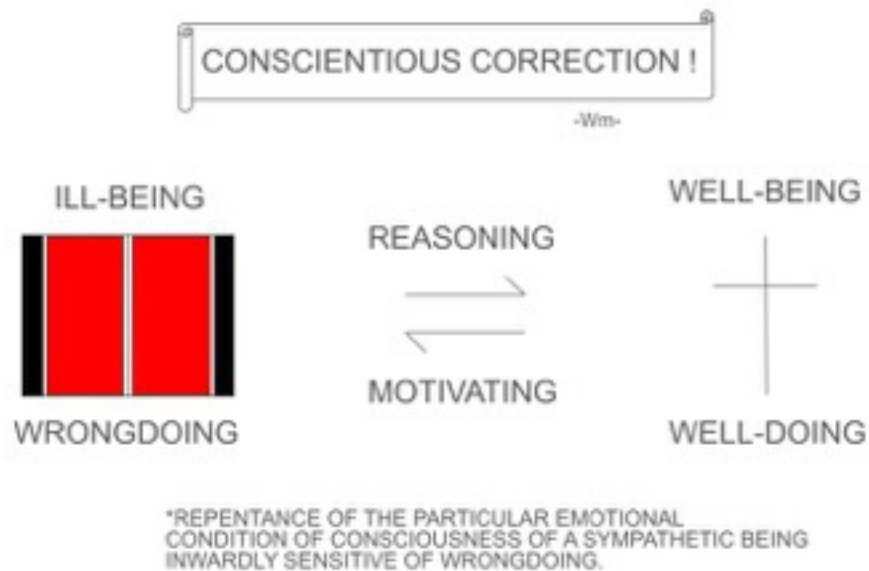 CONSCIENTIOUS CORRECTION !
-Wm-
ILL-BEING
WELL-BEING
REASONING
MOTIVATING
WRONGDOING
WELL-DOING
*REPENTANCE OF THE PARTICULAR EMOTIONAL
CONDITION OF CONSCIOUSNESS OF A SYMPATHETIC BEING
INWARDLY SENSITIVE OF WRONGDOING.